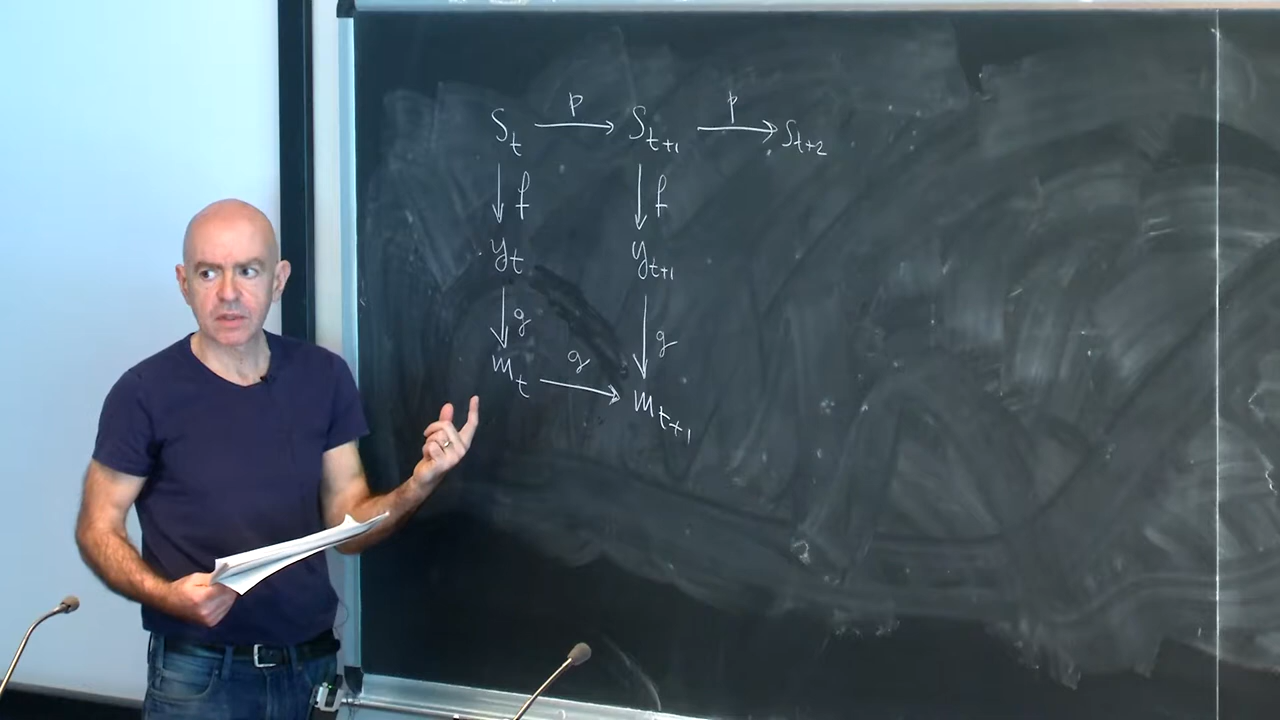 S_t →^p S_{t+1} →^p S_{t+2}
↓ f ↓ f
y_t y_{t+1}
↓ g ↓ g
m_t →^g m_{t+1}